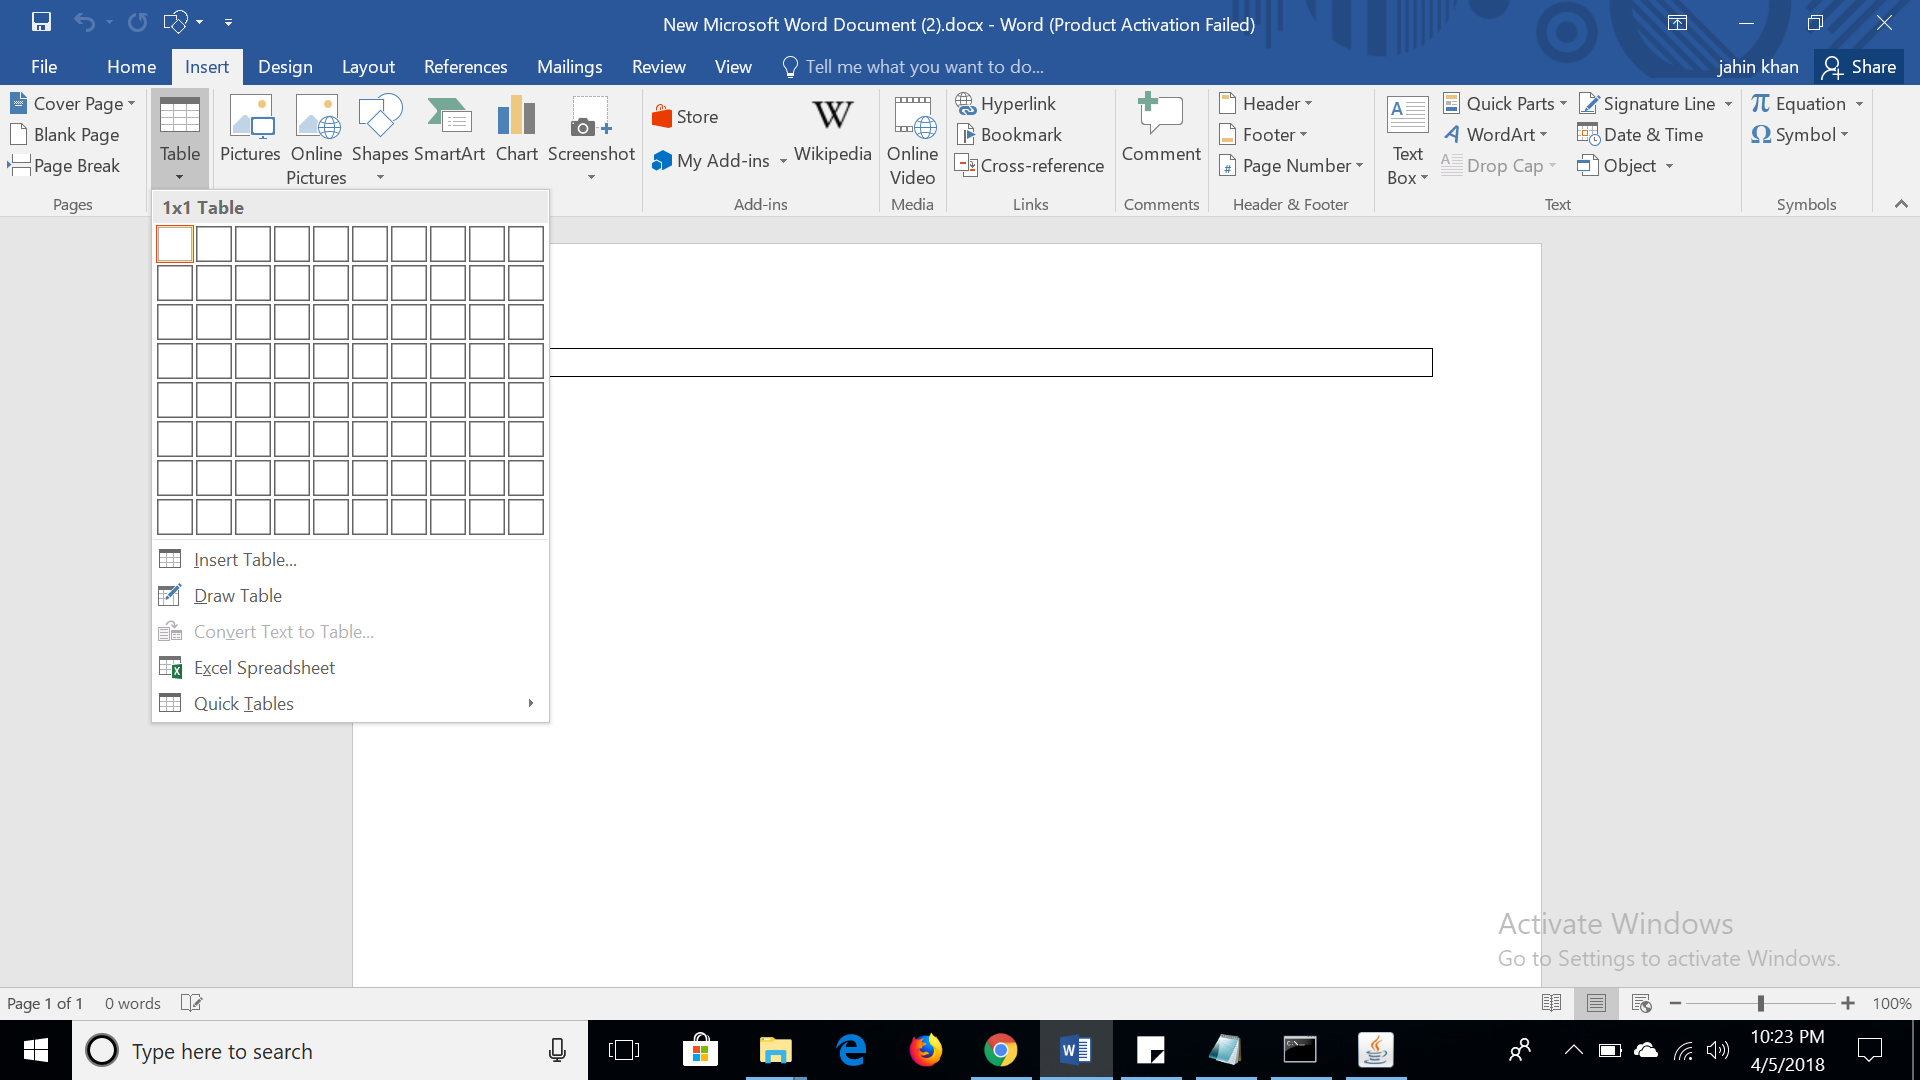 New Microsoft Word Document (2).docx - Word (Product Activation Failed)
File Home Insert Design Layout References Mailings Review View Tell me what you want to do... jahin khan Share
Cover Page
Blank Page
Page Break
Pages
Table
Pictures
Online
Pictures
Shapes
SmartArt
Chart
Screenshot
Store
My Add-ins
W
Wikipedia
Add-ins
Online
Video
Media
Hyperlink
Bookmark
Cross-reference
Links
Comment
Comments
Header
Footer
Page Number
Header & Footer
Text
Box
Quick Parts
WordArt
Drop Cap
Signature Line
Date & Time
Object
Text
Equation
Symbol
Symbols
1x1 Table
Insert Table...
Draw Table
Convert Text to Table...
Excel Spreadsheet
Quick Tables
Activate Windows
Go to Settings to activate Windows.
Page 1 of 1 0 words 100%
Type here to search
10:23 PM
4/5/2018